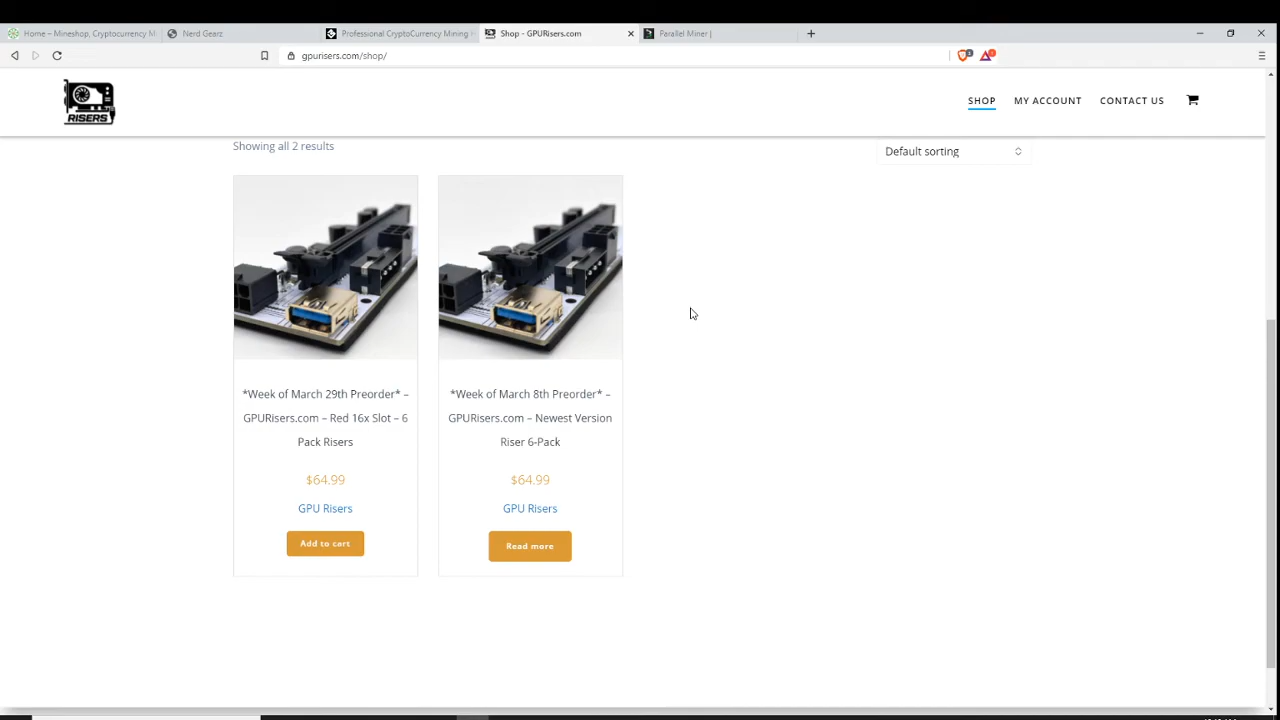 Home – Mineshop, Cryptocurrency M
Nerd Gearz
Professional CryptoCurrency Mining
Shop - GPURisers.com
Parallel Miner |
gpurisers.com/shop/
RISERS
SHOP
MY ACCOUNT
CONTACT US
Showing all 2 results
Default sorting
*Week of March 29th Preorder* –
GPURisers.com – Red 16x Slot – 6
Pack Risers
$64.99
GPU Risers
Add to cart
*Week of March 8th Preorder* –
GPURisers.com – Newest Version
Riser 6-Pack
$64.99
GPU Risers
Read more